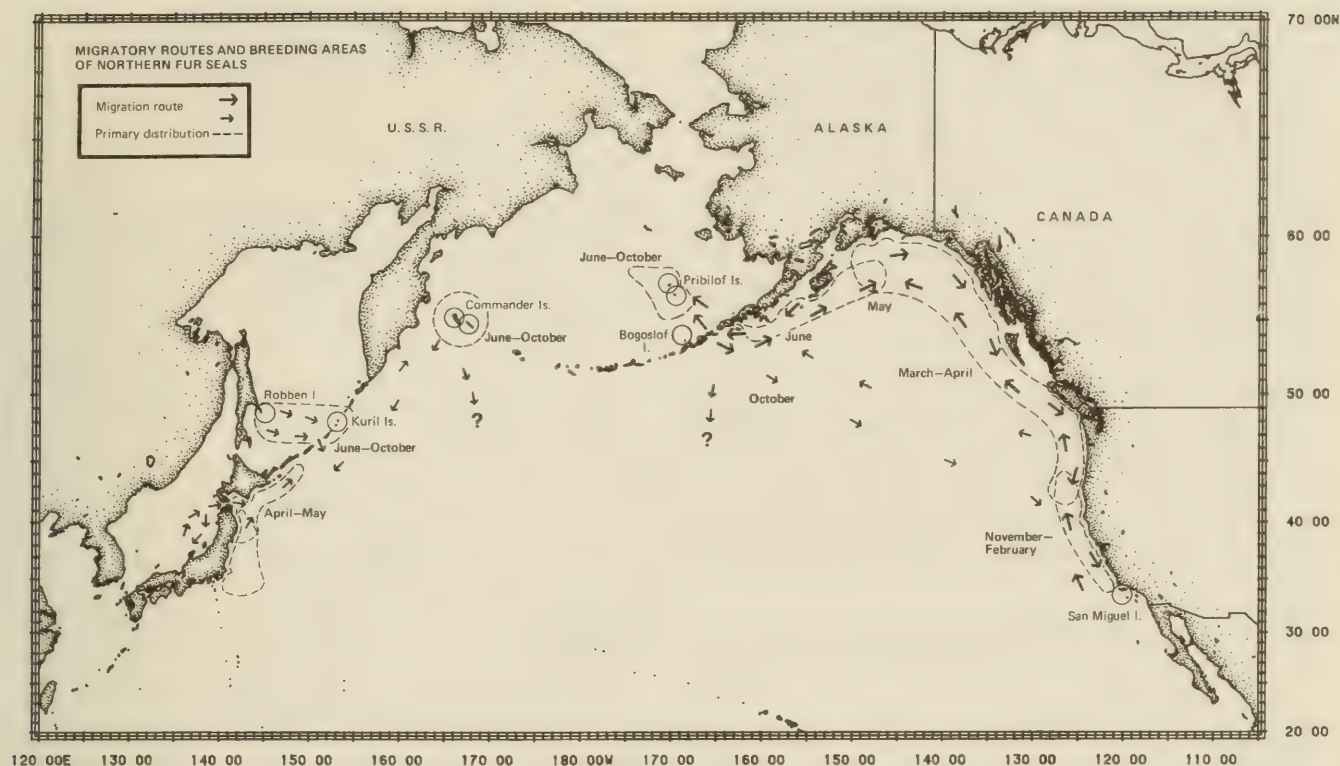 MIGRATORY ROUTES AND BREEDING AREAS
OF NORTHERN FUR SEALS
Migration route
Primary distribution
U.S.S.R.
ALASKA
CANADA
70 00N
60 00
50 00
40 00
30 00
20 00
June–October
Pribilof Is.
Commander Is.
June–October
Bogoslof
I.
June
May
March–April
October
?
?
Robben I.
Kuril Is.
June–October
April–May
November–
February
San Miguel I.
120 00E 130 00 140 00 150 00 160 00 170 00 180 00W 170 00 160 00 150 00 140 00 130 00 120 00 110 00